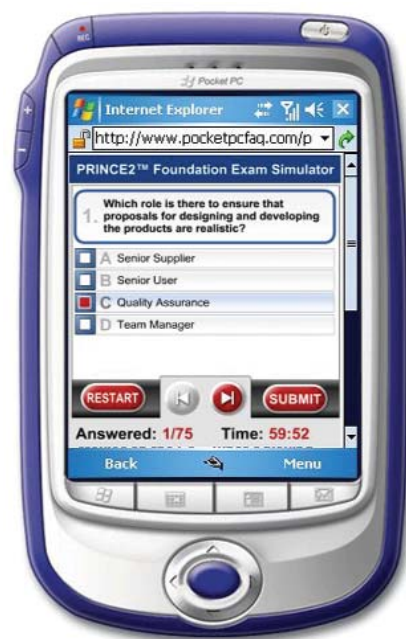 REC
Pocket PC
Internet Explorer
http://www.pocketpcfaq.com/p
PRINCE2™ Foundation Exam Simulator
1. Which role is there to ensure that
proposals for designing and developing
the products are realistic?
A Senior Supplier
B Senior User
C Quality Assurance
D Team Manager
RESTART
SUBMIT
Answered: 1/75 Time: 59:52
Back Menu